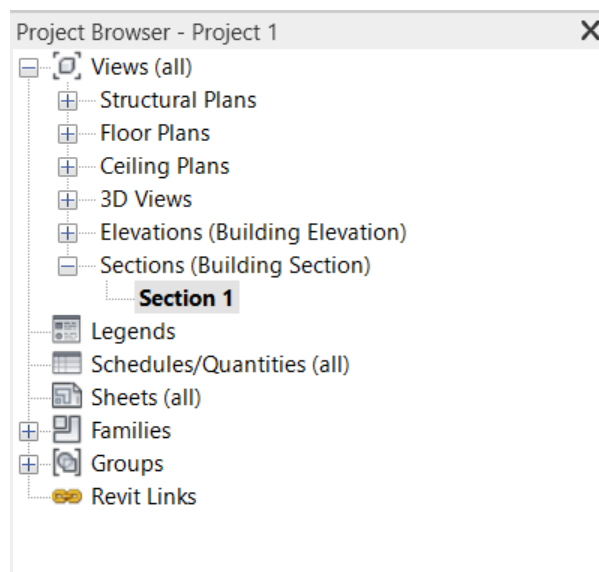 Project Browser - Project 1
Views (all)
Structural Plans
Floor Plans
Ceiling Plans
3D Views
Elevations (Building Elevation)
Sections (Building Section)
Section 1
Legends
Schedules/Quantities (all)
Sheets (all)
Families
Groups
Revit Links